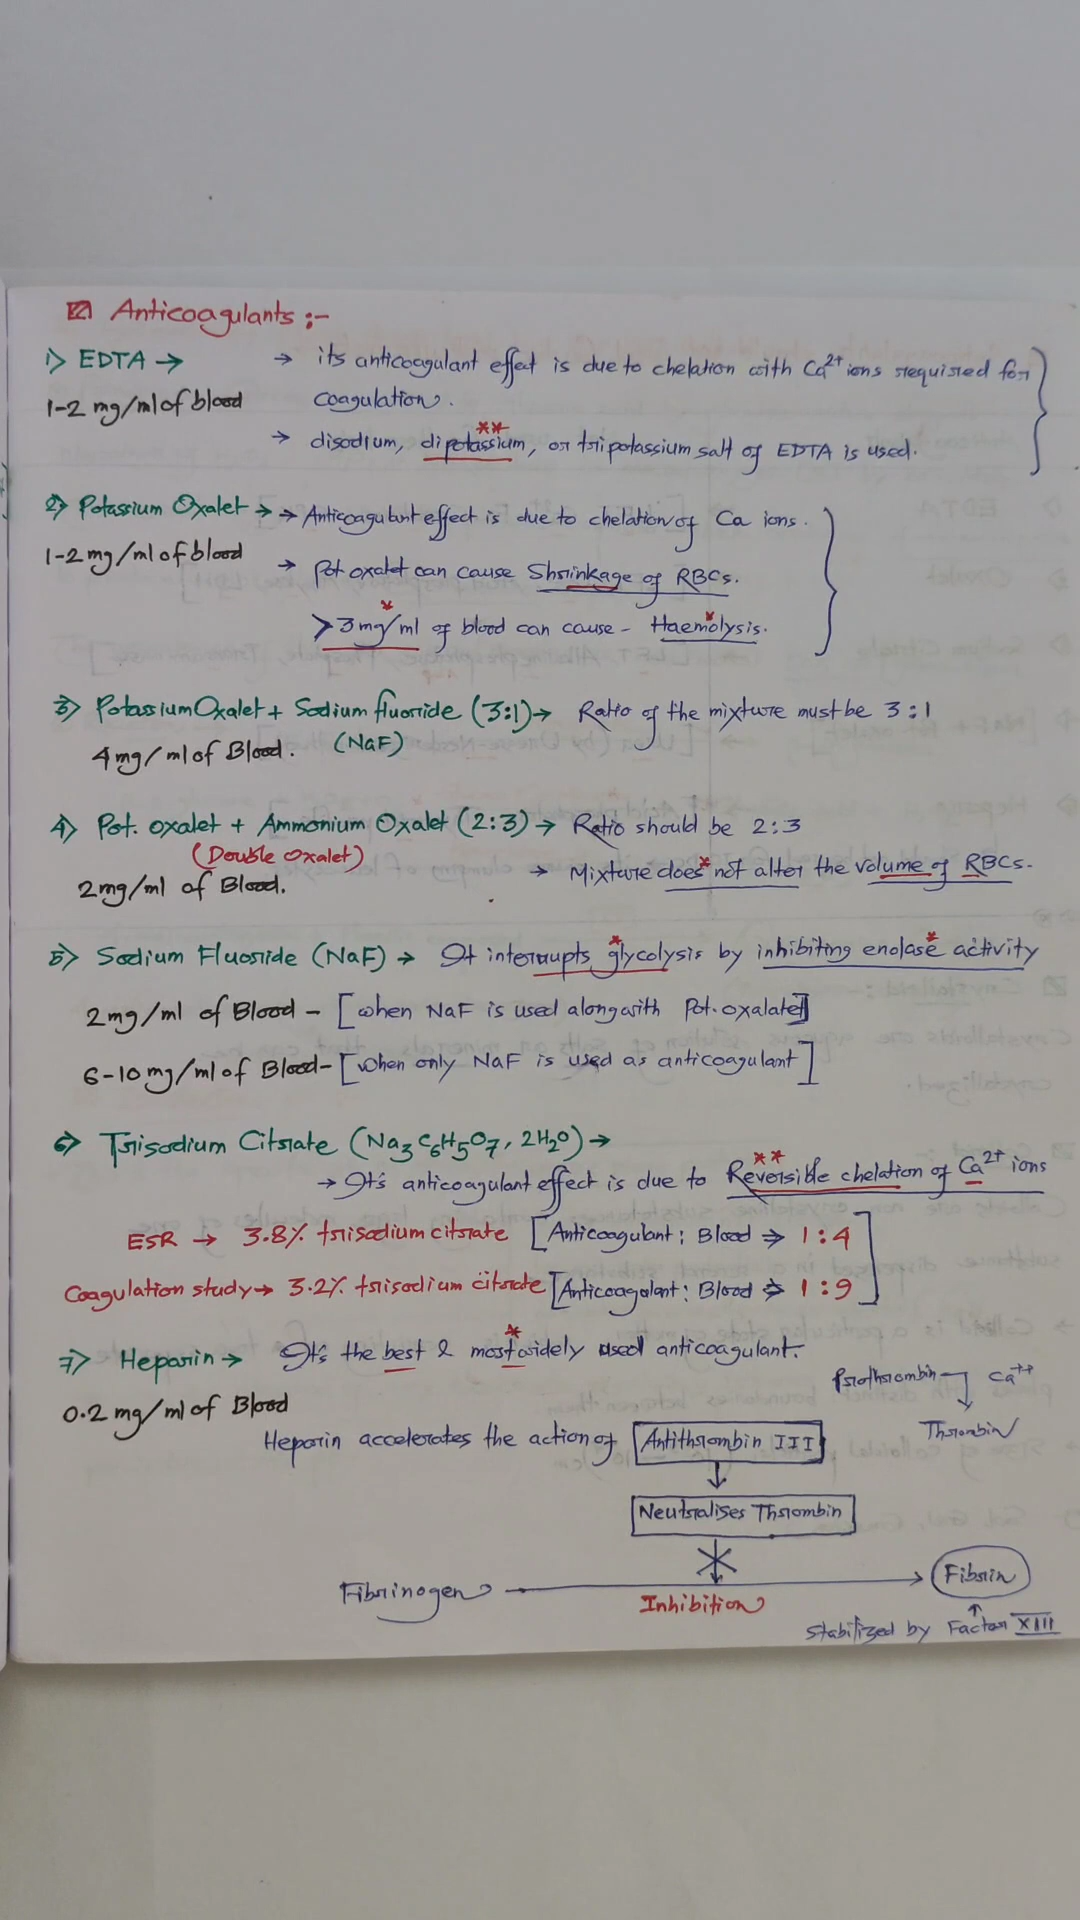 Anticoagulants :-
1) EDTA → → its anticoagulant effect is due to chelation with Ca2+ ions required for
1-2 mg/ml of blood coagulation.
→ disodium, dipotassium, or tripotassium salt of EDTA is used.
**
2) Potassium Oxalet → → Anticoagulant effect is due to chelation of Ca ions.
1-2 mg/ml of blood → Pot oxalet can cause Shrinkage of RBCs.
* *
> 3 mg/ml of blood can cause - Haemolysis.
3) Potassium Oxalet + Sodium fluoride (3:1) → Ratio of the mixture must be 3:1
4 mg/ml of Blood. (NaF)
4) Pot. oxalet + Ammonium Oxalet (2:3) → Ratio should be 2:3
(Double Oxalet)
2 mg/ml of Blood. → Mixture does* not alter the volume of RBCs.
5) Sodium Fluoride (NaF) → It interrupts *glycolysis by inhibiting enolase* activity
2 mg/ml of Blood - [when NaF is used alongwith Pot. oxalate]
6-10 mg/ml of Blood - [when only NaF is used as anticoagulant]
6) Trisodium Citrate (Na3C6H5O7, 2H2O) →
**
→ It's anticoagulant effect is due to Reversible chelation of Ca2+ ions
ESR → 3.8% trisodium citrate [Anticoagulant : Blood ⇒ 1:4
Coagulation study → 3.2% trisodium citrate [Anticoagolant : Blood ⇒ 1:9 ]
*
7) Heparin → It's the best & most widely used anticoagulant.
0.2 mg/ml of Blood
Prothrombin Ca++
Thrombin
Heparin accelerates the action of Antithrombin III
Neutralises Thrombin
Fibrinogen → Fibrin
Inhibition
Stabilized by Factor XIII